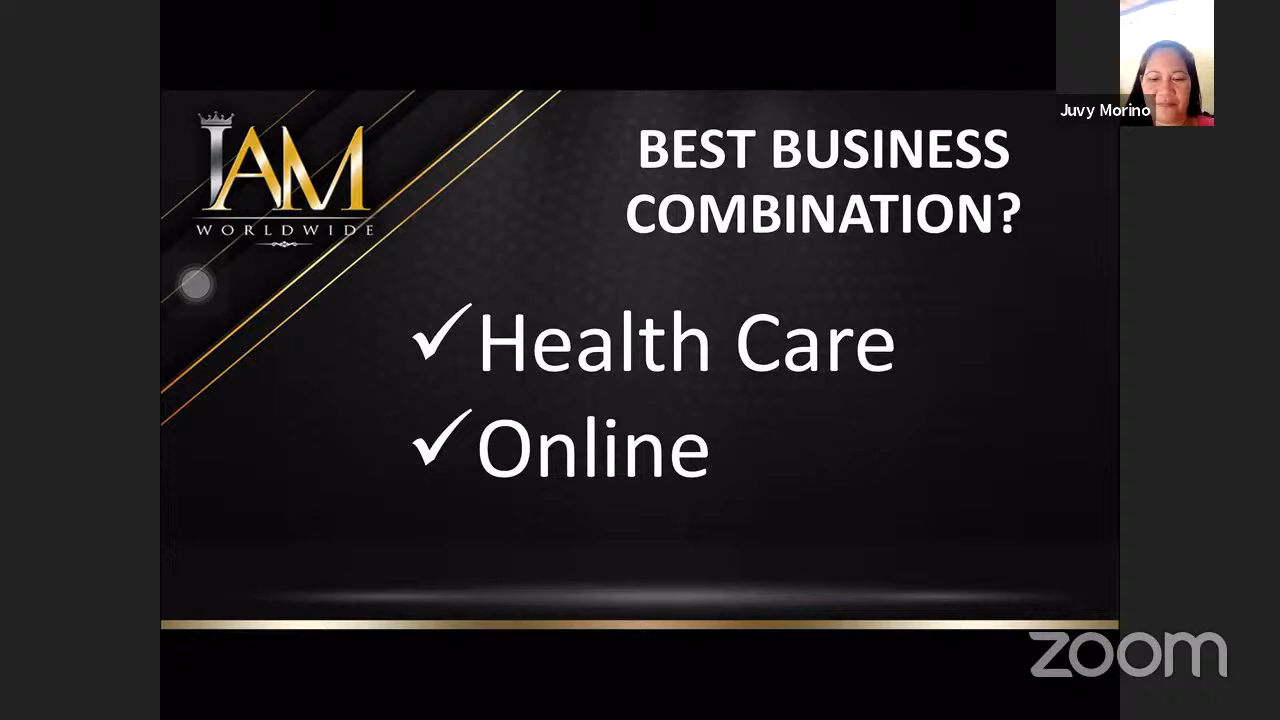 IAM
WORLDWIDE
BEST BUSINESS
COMBINATION?
✓Health Care
✓Online
Juvy Morino
zoom